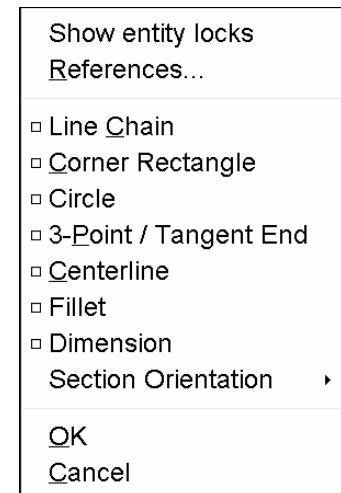 Show entity locks
References...
Line Chain
Corner Rectangle
Circle
3-Point / Tangent End
Centerline
Fillet
Dimension
Section Orientation
OK
Cancel